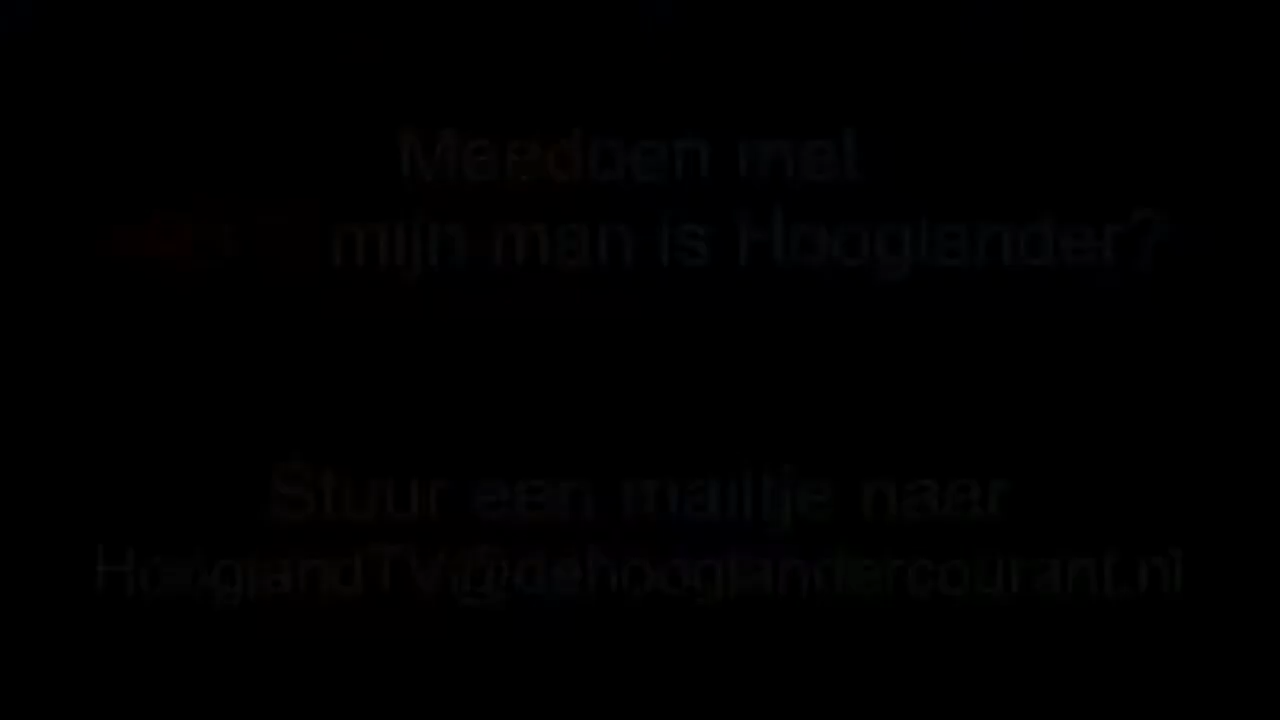 Meedoen met
mijn man is Hooglander?
Stuur een mailtje naar
HooglandTV@dehooglandercourant.nl